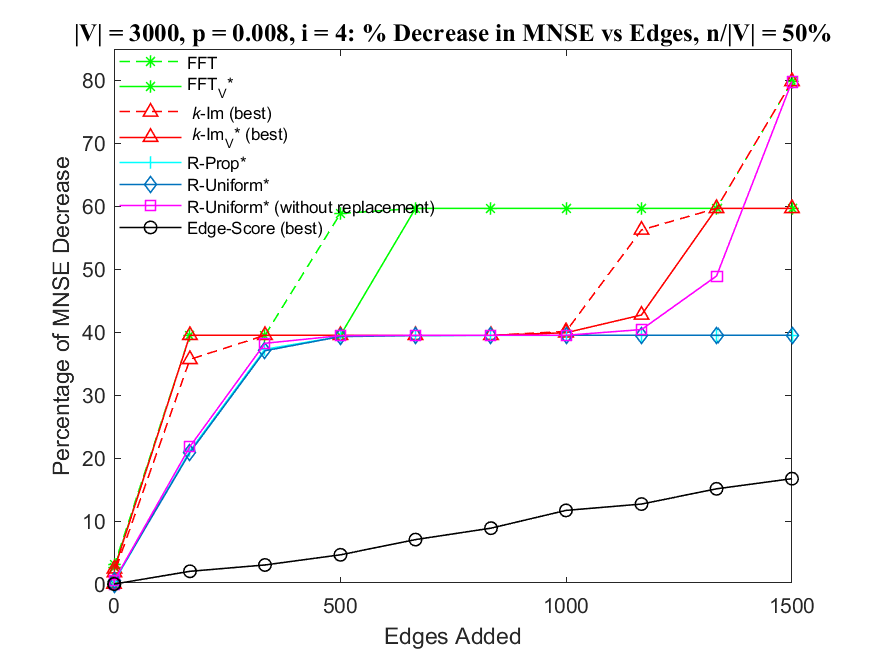 |V| = 3000, p = 0.008, i = 4: % Decrease in MNSE vs Edges, n/|V| = 50%
FFT
FFT_V*
k-Im (best)
k-Im_V* (best)
R-Prop*
R-Uniform*
R-Uniform* (without replacement)
Edge-Score (best)
Percentage of MNSE Decrease
80
70
60
50
40
30
20
10
0
0 500 1000 1500
Edges Added